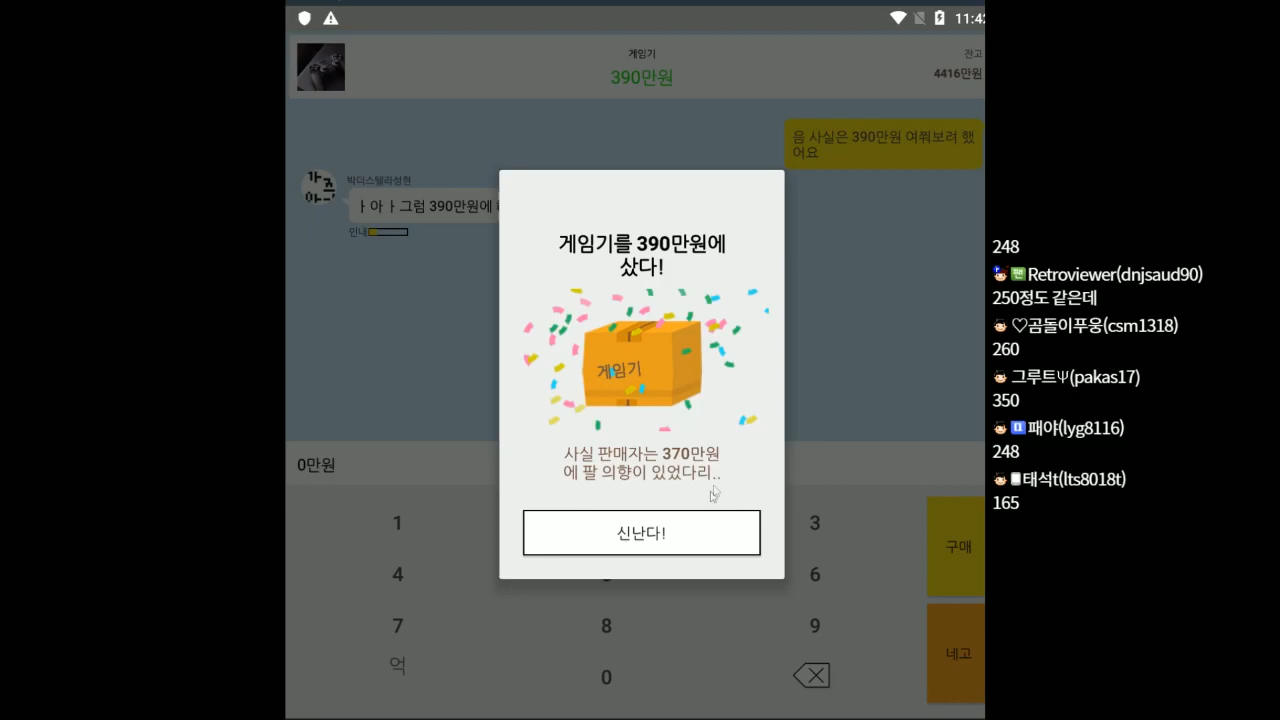 11:42
게임기
390만원
잔고
4416만원
음 사실은 390만원 여쭤보려 했
어요
박더스텔라성현
ㅏ아ㅏ그럼 390만원에
인내
게임기를 390만원에
샀다!
게임기
사실 판매자는 370만원
에 팔 의향이 있었다리..
신난다!
0만원
1
3
4
6
7
8
9
억
0
구매
네고
248
팬 Retroviewer(dnjsaud90)
250정도 같은데
♡곰돌이푸웅(csm1318)
260
그루트Ψ(pakas17)
350
패야(lyg8116)
248
태석t(lts8018t)
165